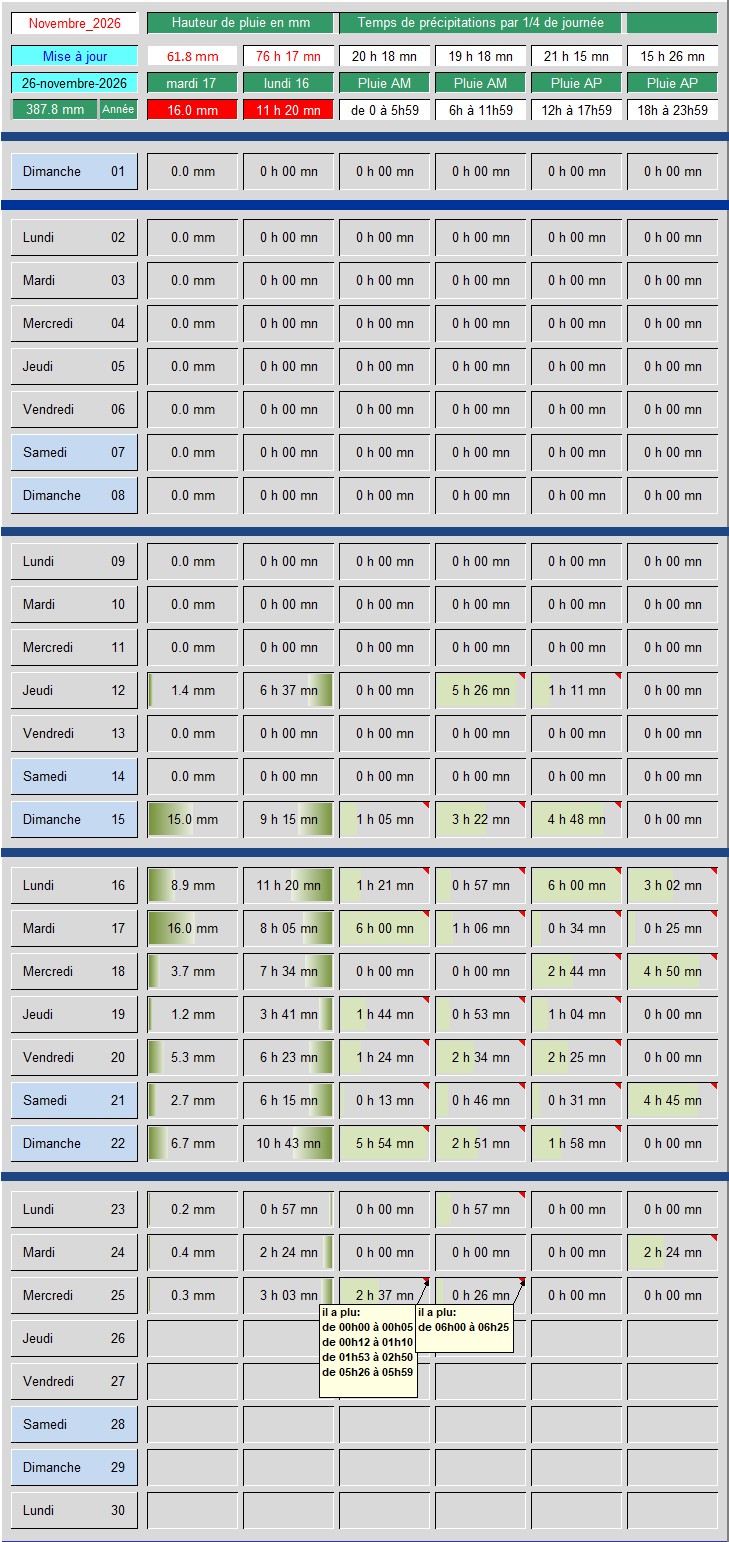 Novembre_2026 Hauteur de pluie en mm Temps de précipitations par 1/4 de journée
Mise à jour 61.8 mm 76 h 17 mn 20 h 18 mn 19 h 18 mn 21 h 15 mn 15 h 26 mn
26-novembre-2026 mardi 17 lundi 16 Pluie AM Pluie AM Pluie AP Pluie AP
387.8 mm Année 16.0 mm 11 h 20 mn de 0 à 5h59 6h à 11h59 12h à 17h59 18h à 23h59
Dimanche 01 0.0 mm 0 h 00 mn 0 h 00 mn 0 h 00 mn 0 h 00 mn 0 h 00 mn
Lundi 02 0.0 mm 0 h 00 mn 0 h 00 mn 0 h 00 mn 0 h 00 mn 0 h 00 mn
Mardi 03 0.0 mm 0 h 00 mn 0 h 00 mn 0 h 00 mn 0 h 00 mn 0 h 00 mn
Mercredi 04 0.0 mm 0 h 00 mn 0 h 00 mn 0 h 00 mn 0 h 00 mn 0 h 00 mn
Jeudi 05 0.0 mm 0 h 00 mn 0 h 00 mn 0 h 00 mn 0 h 00 mn 0 h 00 mn
Vendredi 06 0.0 mm 0 h 00 mn 0 h 00 mn 0 h 00 mn 0 h 00 mn 0 h 00 mn
Samedi 07 0.0 mm 0 h 00 mn 0 h 00 mn 0 h 00 mn 0 h 00 mn 0 h 00 mn
Dimanche 08 0.0 mm 0 h 00 mn 0 h 00 mn 0 h 00 mn 0 h 00 mn 0 h 00 mn
Lundi 09 0.0 mm 0 h 00 mn 0 h 00 mn 0 h 00 mn 0 h 00 mn 0 h 00 mn
Mardi 10 0.0 mm 0 h 00 mn 0 h 00 mn 0 h 00 mn 0 h 00 mn 0 h 00 mn
Mercredi 11 0.0 mm 0 h 00 mn 0 h 00 mn 0 h 00 mn 0 h 00 mn 0 h 00 mn
Jeudi 12 1.4 mm 6 h 37 mn 0 h 00 mn 5 h 26 mn 1 h 11 mn 0 h 00 mn
Vendredi 13 0.0 mm 0 h 00 mn 0 h 00 mn 0 h 00 mn 0 h 00 mn 0 h 00 mn
Samedi 14 0.0 mm 0 h 00 mn 0 h 00 mn 0 h 00 mn 0 h 00 mn 0 h 00 mn
Dimanche 15 15.0 mm 9 h 15 mn 1 h 05 mn 3 h 22 mn 4 h 48 mn 0 h 00 mn
Lundi 16 8.9 mm 11 h 20 mn 1 h 21 mn 0 h 57 mn 6 h 00 mn 3 h 02 mn
Mardi 17 16.0 mm 8 h 05 mn 6 h 00 mn 1 h 06 mn 0 h 34 mn 0 h 25 mn
Mercredi 18 3.7 mm 7 h 34 mn 0 h 00 mn 0 h 00 mn 2 h 44 mn 4 h 50 mn
Jeudi 19 1.2 mm 3 h 41 mn 1 h 44 mn 0 h 53 mn 1 h 04 mn 0 h 00 mn
Vendredi 20 5.3 mm 6 h 23 mn 1 h 24 mn 2 h 34 mn 2 h 25 mn 0 h 00 mn
Samedi 21 2.7 mm 6 h 15 mn 0 h 13 mn 0 h 46 mn 0 h 31 mn 4 h 45 mn
Dimanche 22 6.7 mm 10 h 43 mn 5 h 54 mn 2 h 51 mn 1 h 58 mn 0 h 00 mn
Lundi 23 0.2 mm 0 h 57 mn 0 h 00 mn 0 h 57 mn 0 h 00 mn 0 h 00 mn
Mardi 24 0.4 mm 2 h 24 mn 0 h 00 mn 0 h 00 mn 0 h 00 mn 2 h 24 mn
Mercredi 25 0.3 mm 3 h 03 mn 2 h 37 mn 0 h 26 mn 0 h 00 mn 0 h 00 mn
il a plu: il a plu:
de 00h00 à 00h05 de 06h00 à 06h25
Jeudi 26 de 00h12 à 01h10
de 01h53 à 02h50
de 05h26 à 05h59
Vendredi 27
Samedi 28
Dimanche 29
Lundi 30